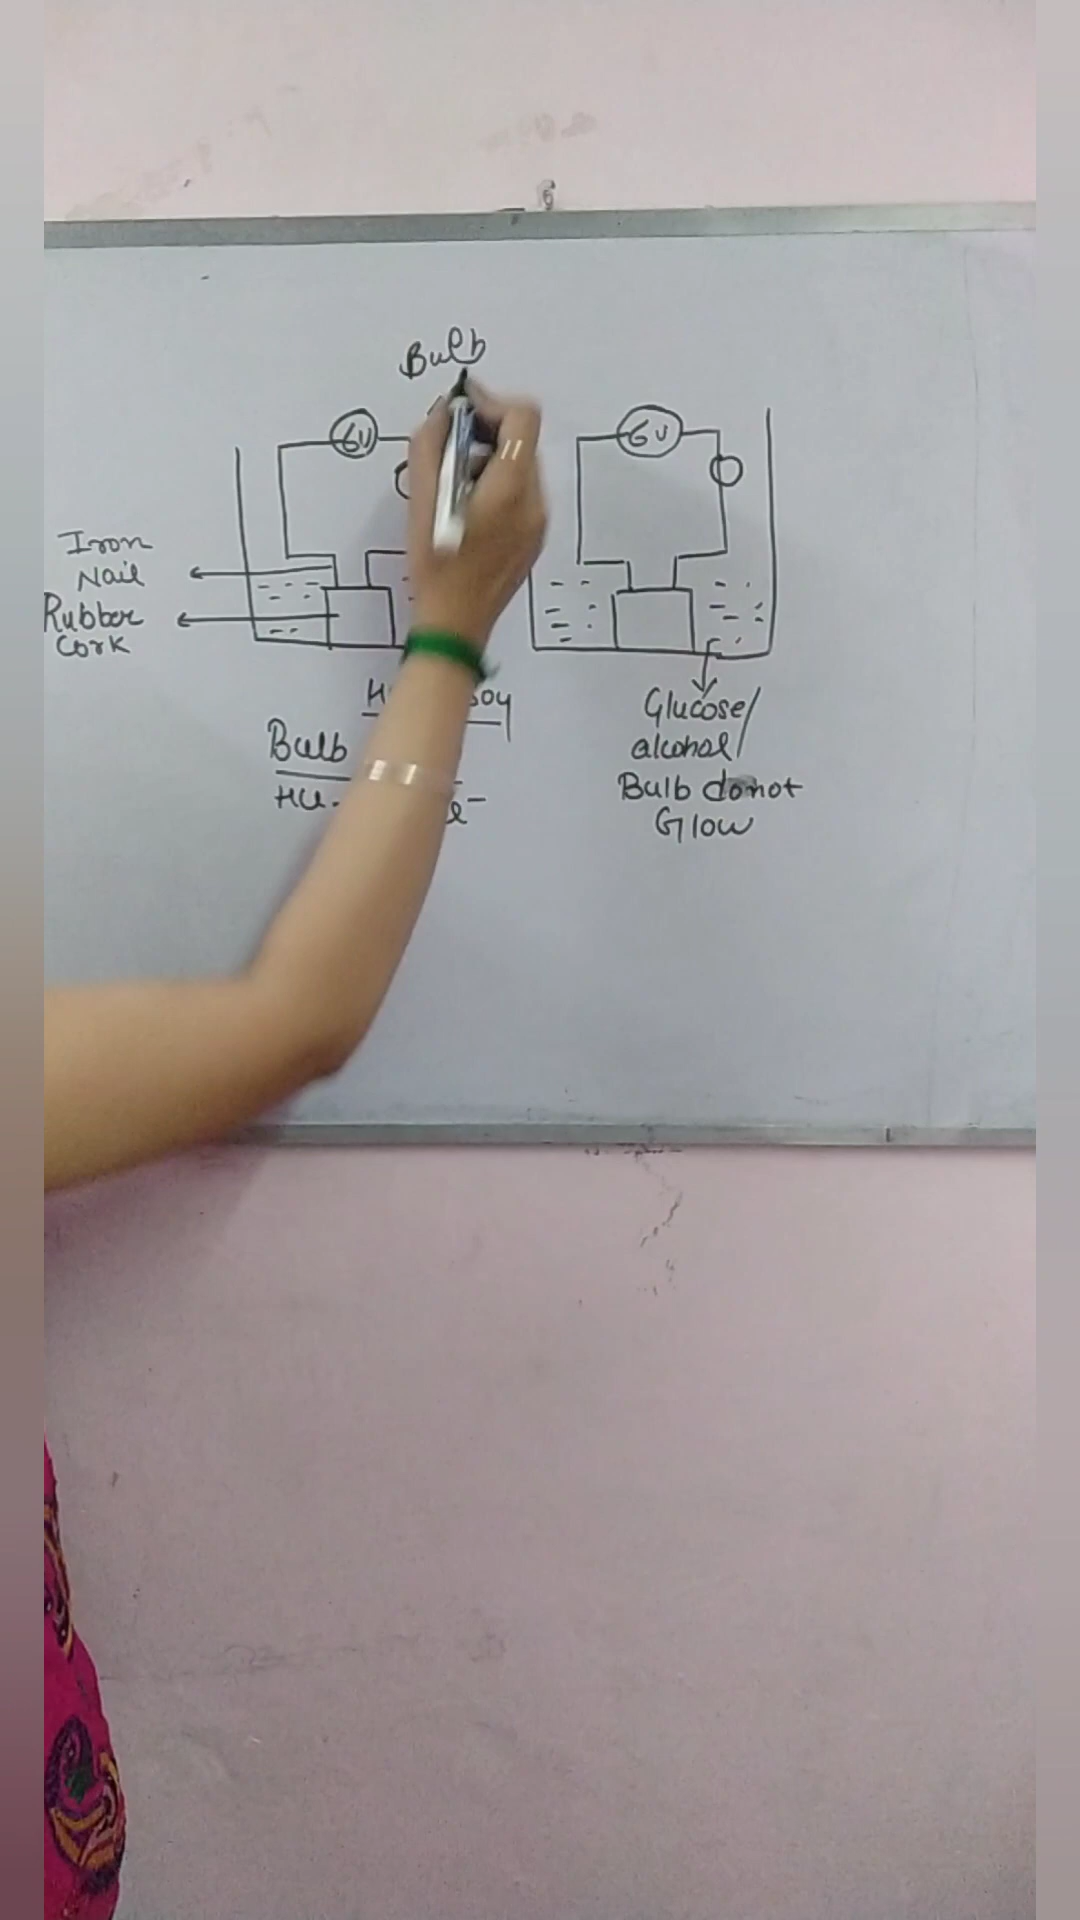 Bulb
6V
6V
Iron
Nail
Rubber
Cork
Bulb
Glucose/
alcohol/
Bulb donot
Glow